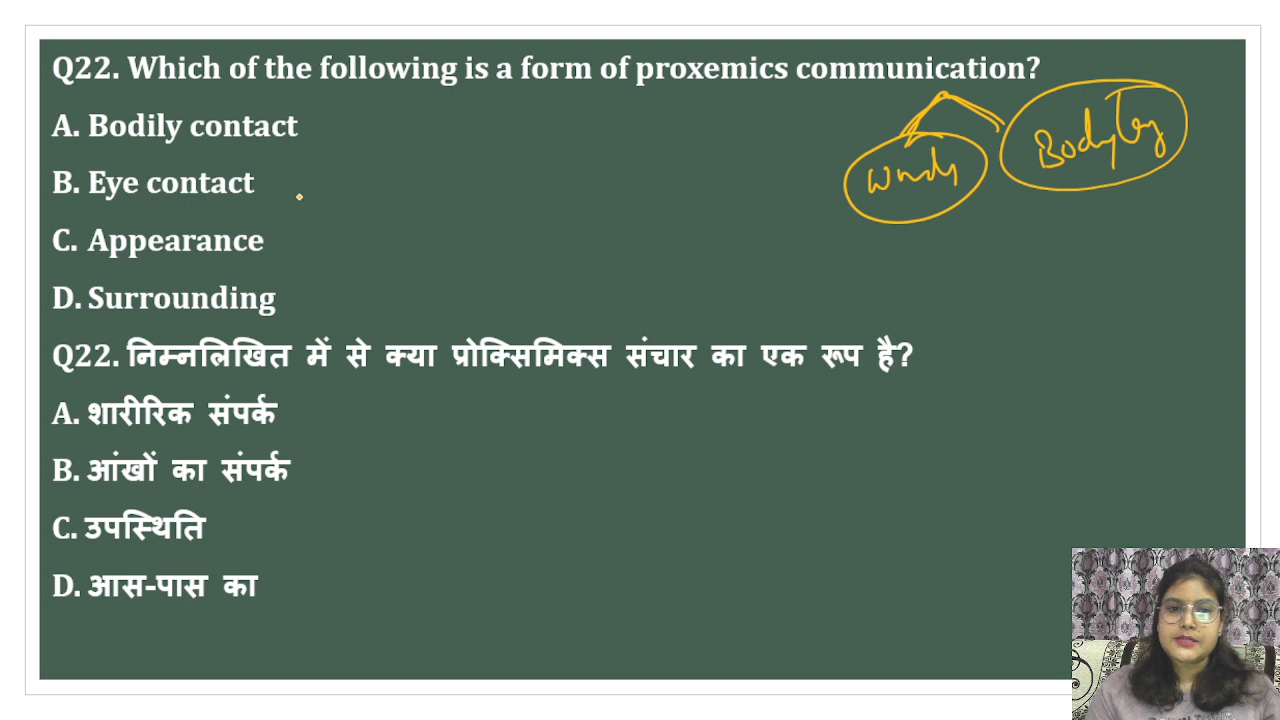 Q22. Which of the following is a form of proxemics communication?
A. Bodily contact
B. Eye contact
C. Appearance
D. Surrounding
Q22. निम्नलिखित में से क्या प्रोक्सिमिक्स संचार का एक रूप है?
A. शारीरिक संपर्क
B. आंखों का संपर्क
C. उपस्थिति
D. आस-पास का
Words
Body